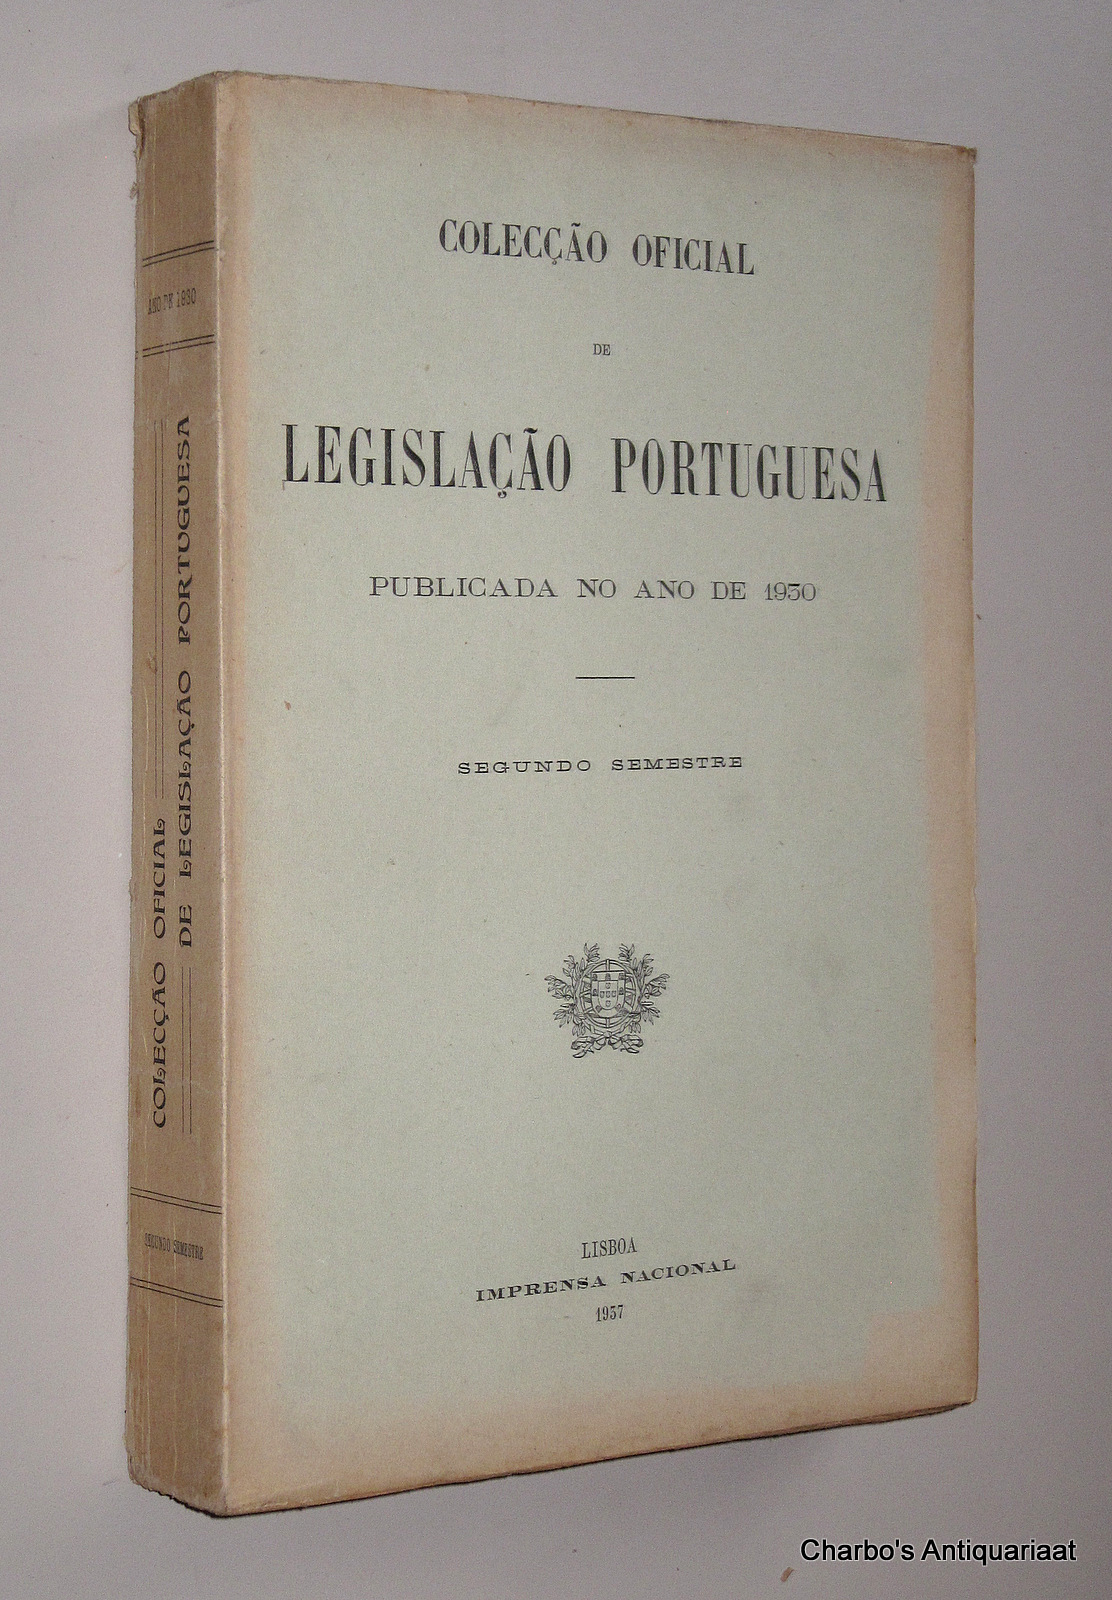 COLECÇÃO OFICIAL
DE
LEGISLAÇÃO PORTUGUESA
PUBLICADA NO ANO DE 1930
SEGUNDO SEMESTRE
LISBOA
IMPRENSA NACIONAL
1937
ANO DE 1930
COLECÇÃO OFICIAL
DE LEGISLAÇÃO PORTUGUESA
SEGUNDO SEMESTRE
Charbo's Antiquariaat